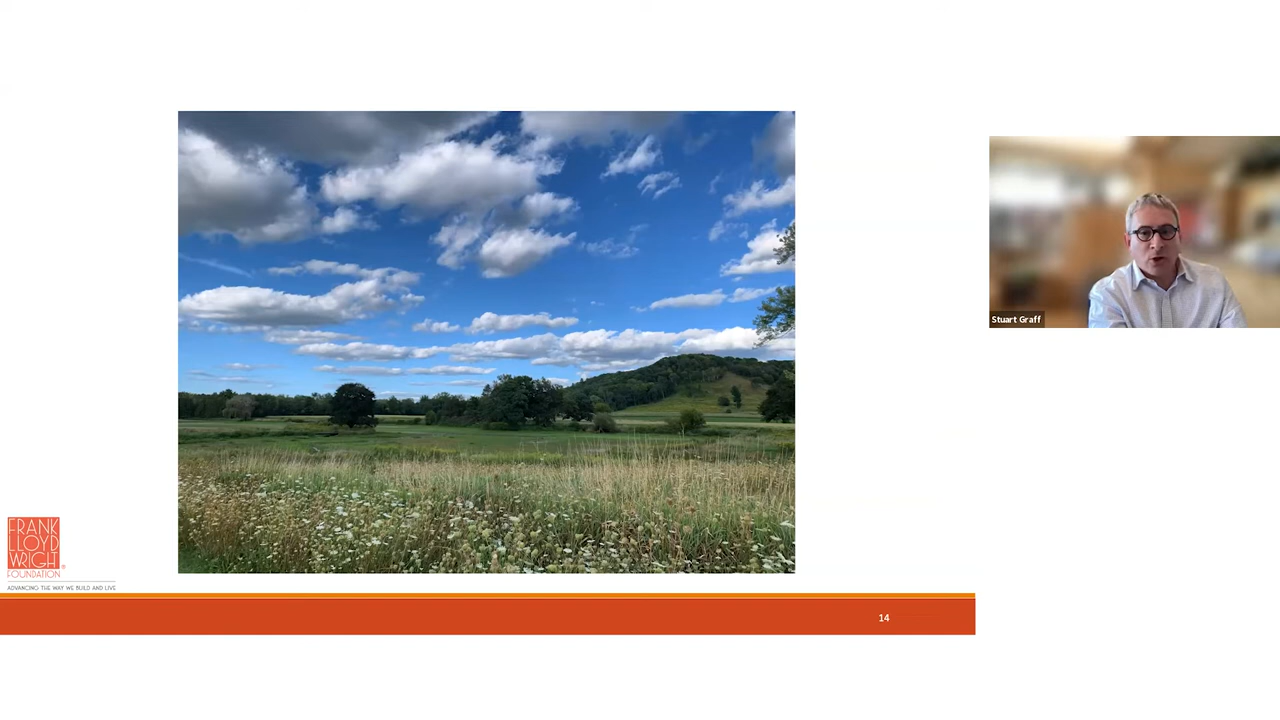 Stuart Graff
FRANK
LLOYD
WRIGHT
®
FOUNDATION
ADVANCING THE WAY WE BUILD AND LIVE
14